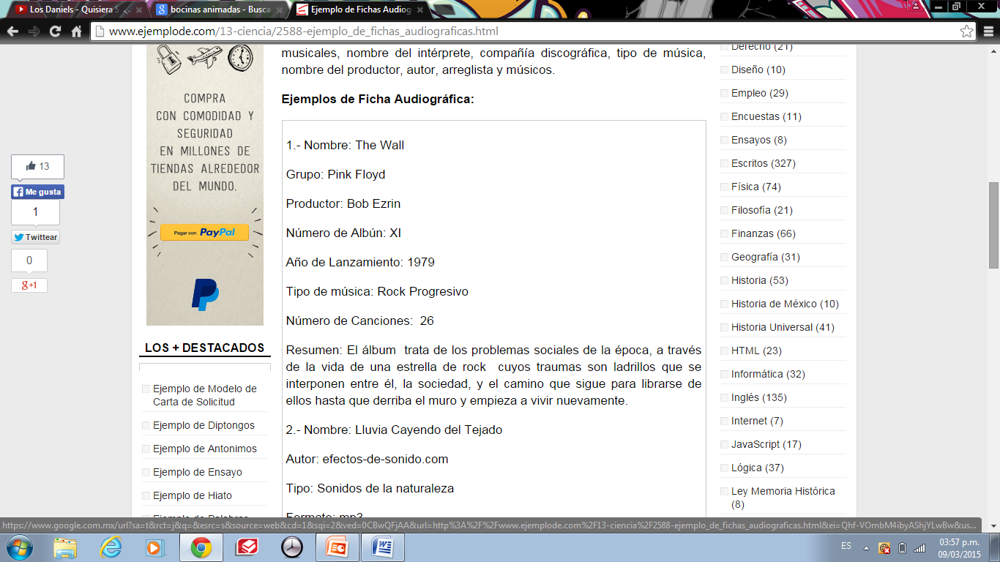 Los Daniels - Quisiera S
bocinas animadas - Busca
Ejemplo de Fichas Audiog
www.ejemplode.com/13-ciencia/2588-ejemplo_de_fichas_audiograficas.html
COMPRA
CON COMODIDAD Y
SEGURIDAD
EN MILLONES DE
TIENDAS ALREDEDOR
DEL MUNDO.
Pagar con PayPal
13
Me gusta
1
Twittear
0
g+1
LOS + DESTACADOS
Ejemplo de Modelo de
Carta de Solicitud
Ejemplo de Diptongos
Ejemplo de Antonimos
Ejemplo de Ensayo
Ejemplo de Hiato
Ejemplo de Palabras
musicales, nombre del intérprete, compañía discográfica, tipo de música,
nombre del productor, autor, arreglista y músicos.
Ejemplos de Ficha Audiográfica:
1.- Nombre: The Wall
Grupo: Pink Floyd
Productor: Bob Ezrin
Número de Albún: XI
Año de Lanzamiento: 1979
Tipo de música: Rock Progresivo
Número de Canciones:  26
Resumen: El álbum  trata de los problemas sociales de la época, a través
de la vida de una estrella de rock  cuyos traumas son ladrillos que se
interponen entre él, la sociedad, y el camino que sigue para librarse de
ellos hasta que derriba el muro y empieza a vivir nuevamente.
2.- Nombre: Lluvia Cayendo del Tejado
Autor: efectos-de-sonido.com
Tipo: Sonidos de la naturaleza
Formato: mp3
Derecho (21)
Diseño (10)
Empleo (29)
Encuestas (11)
Ensayos (8)
Escritos (327)
Física (74)
Filosofía (21)
Finanzas (66)
Geografía (31)
Historia (53)
Historia de México (10)
Historia Universal (41)
HTML (23)
Informática (32)
Inglés (135)
Internet (7)
JavaScript (17)
Lógica (37)
Ley Memoria Histórica
(8)
https://www.google.com.mx/url?sa=t&rct=j&q=&esrc=s&source=web&cd=1&sqi=2&ved=0CBwQFjAA&url=http%3A%2F%2Fwww.ejemplode.com%2F13-ciencia%2F2588-ejemplo_de_fichas_audiograficas.html&ei=Qhf-VOmbM4ibyAShjYLwBw&us...
ES
03:57 p.m.
09/03/2015